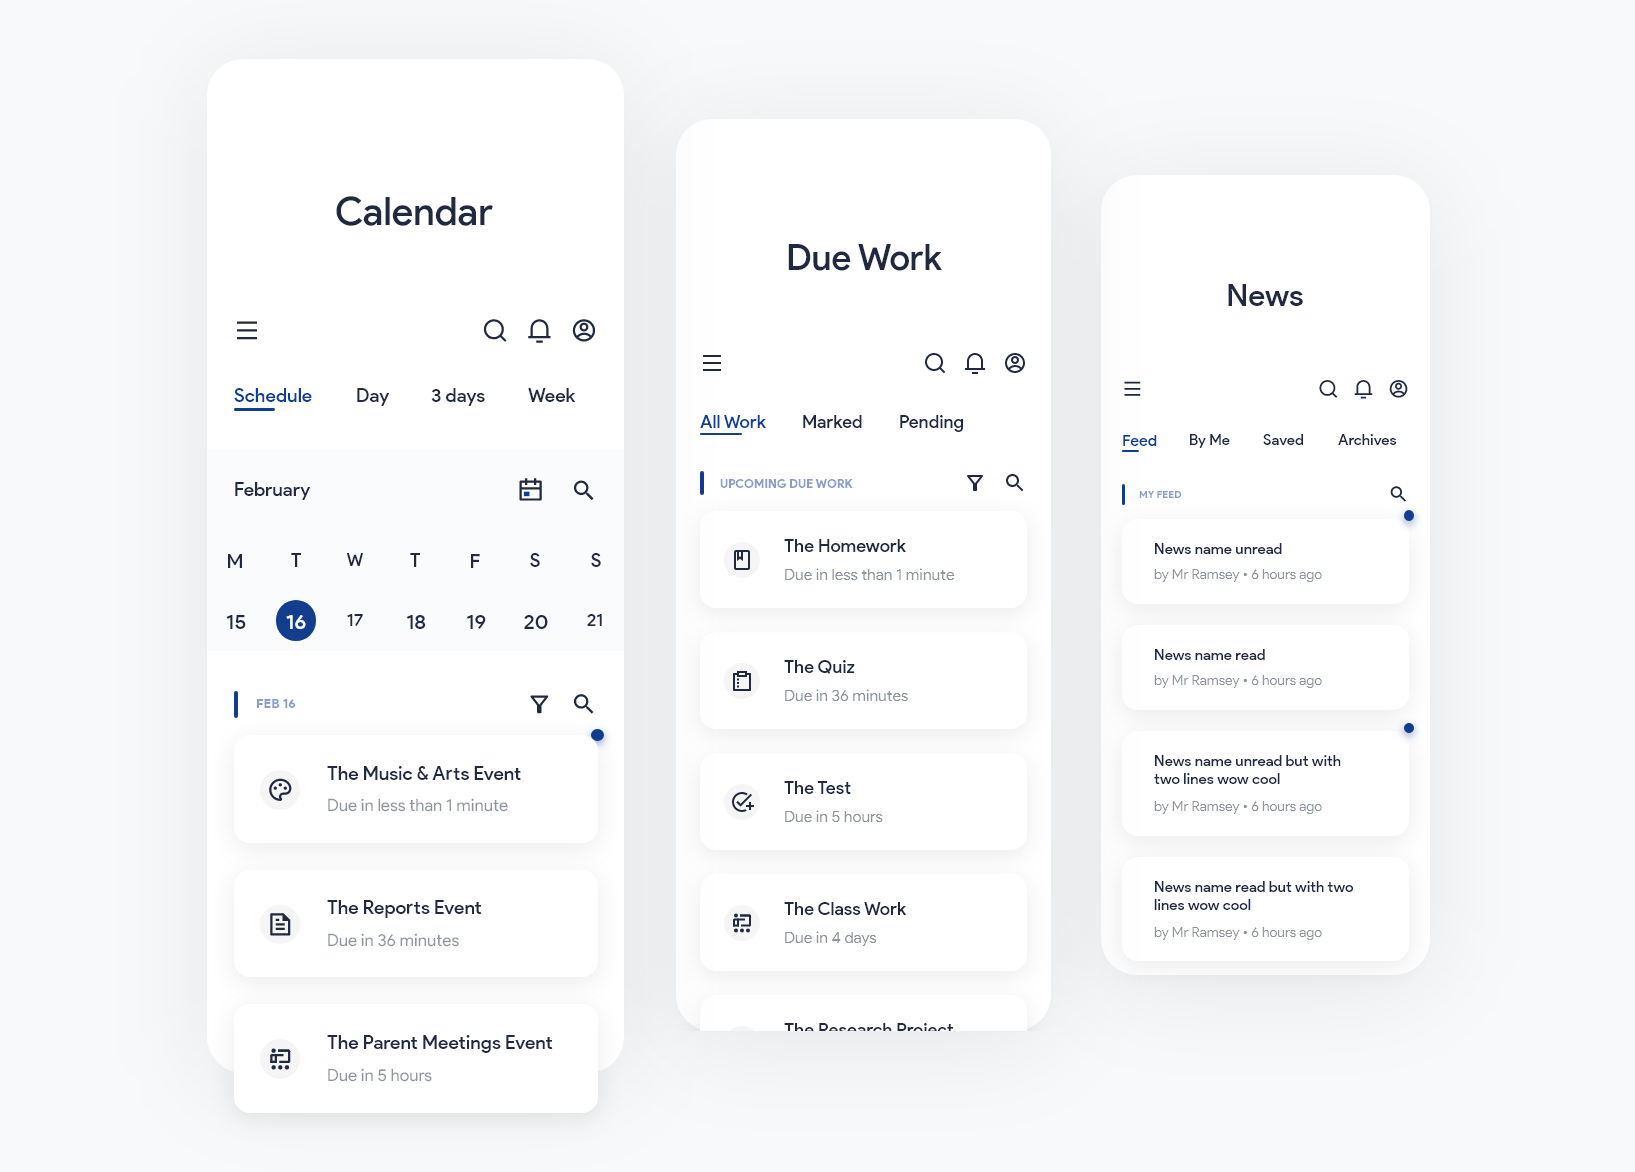 Calendar
Schedule Day 3 days Week
February
M T W T F S S
15 16 17 18 19 20 21
FEB 16
The Music & Arts Event
Due in less than 1 minute
The Reports Event
Due in 36 minutes
The Parent Meetings Event
Due in 5 hours
Due Work
All Work Marked Pending
UPCOMING DUE WORK
The Homework
Due in less than 1 minute
The Quiz
Due in 36 minutes
The Test
Due in 5 hours
The Class Work
Due in 4 days
The Research Project
News
Feed By Me Saved Archives
MY FEED
News name unread
by Mr Ramsey • 6 hours ago
News name read
by Mr Ramsey • 6 hours ago
News name unread but with
two lines wow cool
by Mr Ramsey • 6 hours ago
News name read but with two
lines wow cool
by Mr Ramsey • 6 hours ago